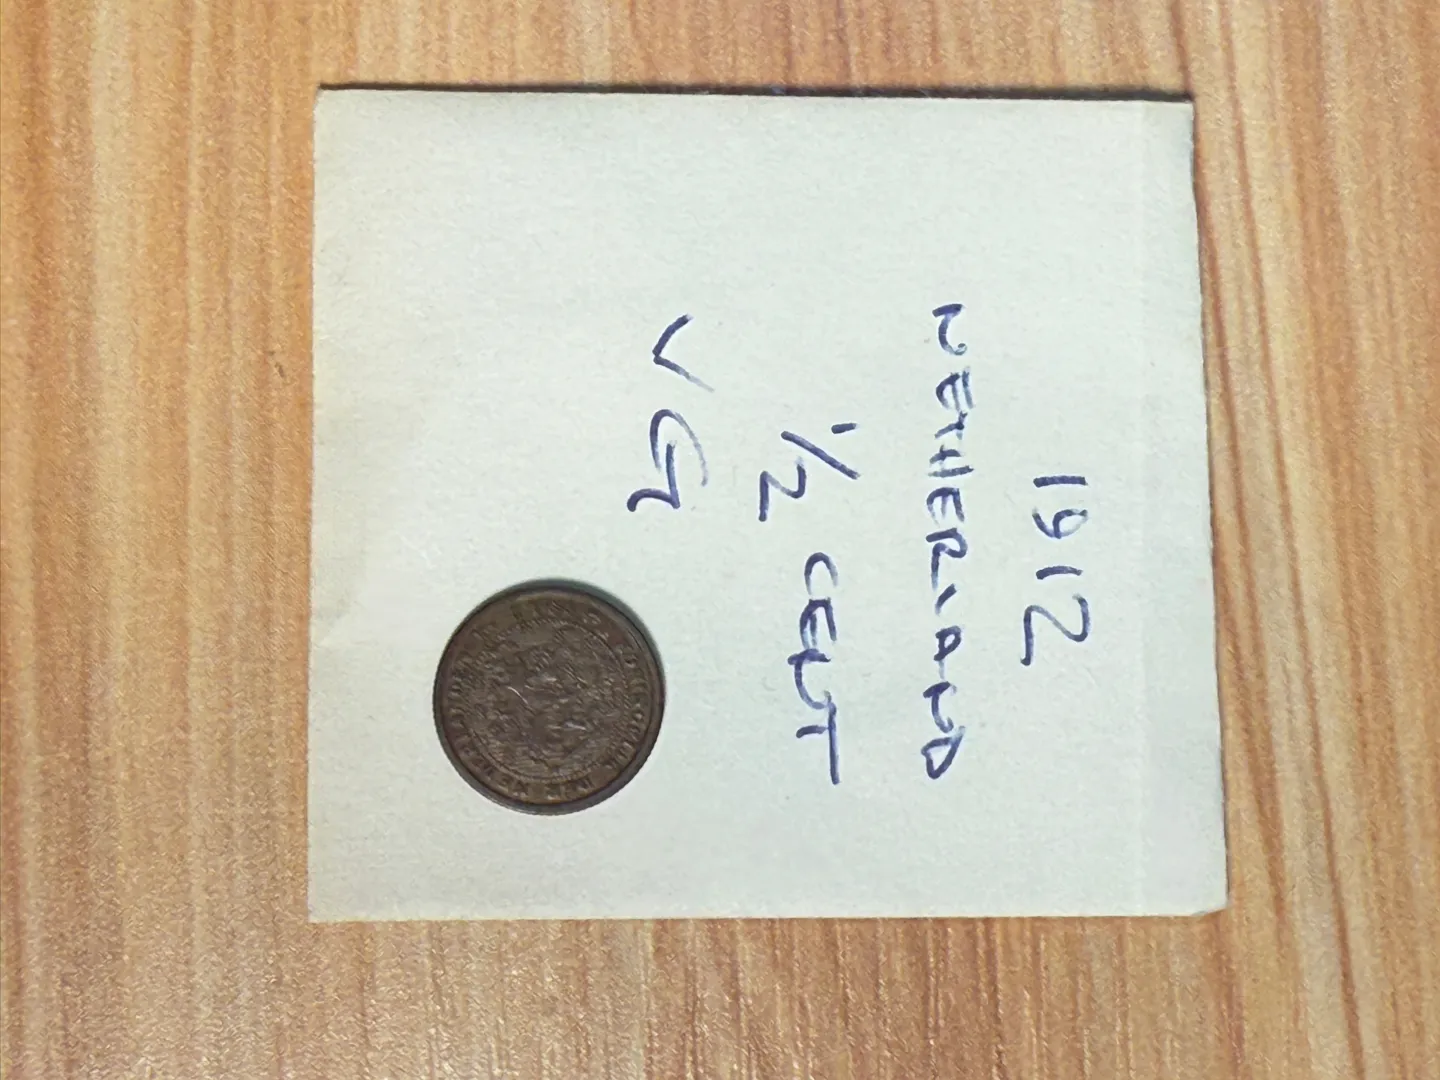 1912
NETHERLAND
1/2 CENT
VG